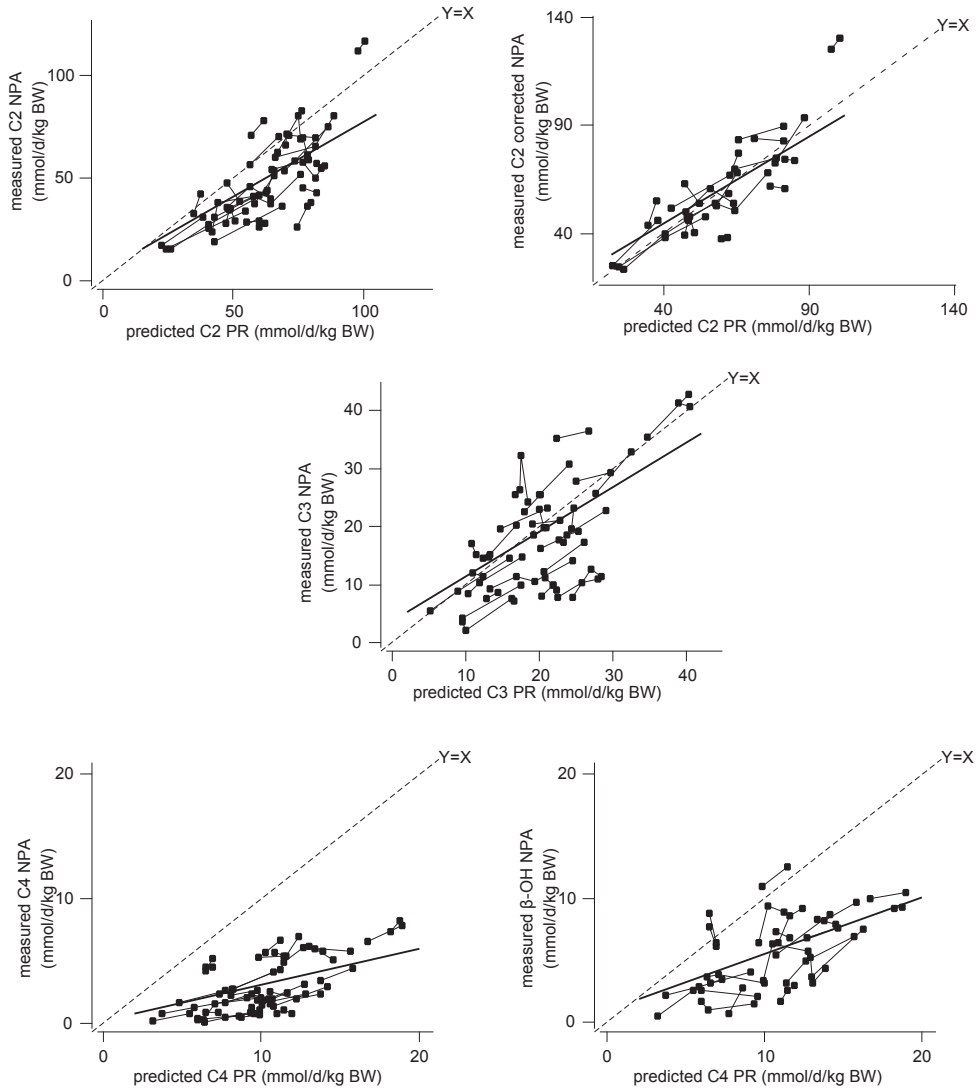 Y=X
measured C2 NPA
(mmol/d/kg BW)
100
50
0
0
50
100
predicted C2 PR (mmol/d/kg BW)
Y=X
measured C2 corrected NPA
(mmol/d/kg BW)
140
90
40
40
90
140
predicted C2 PR (mmol/d/kg BW)
Y=X
measured C3 NPA
(mmol/d/kg BW)
40
30
20
10
0
0
10
20
30
40
predicted C3 PR (mmol/d/kg BW)
Y=X
measured C4 NPA
(mmol/d/kg BW)
20
10
0
0
10
20
predicted C4 PR (mmol/d/kg BW)
Y=X
measured β-OH NPA
(mmol/d/kg BW)
20
10
0
0
10
20
predicted C4 PR (mmol/d/kg BW)